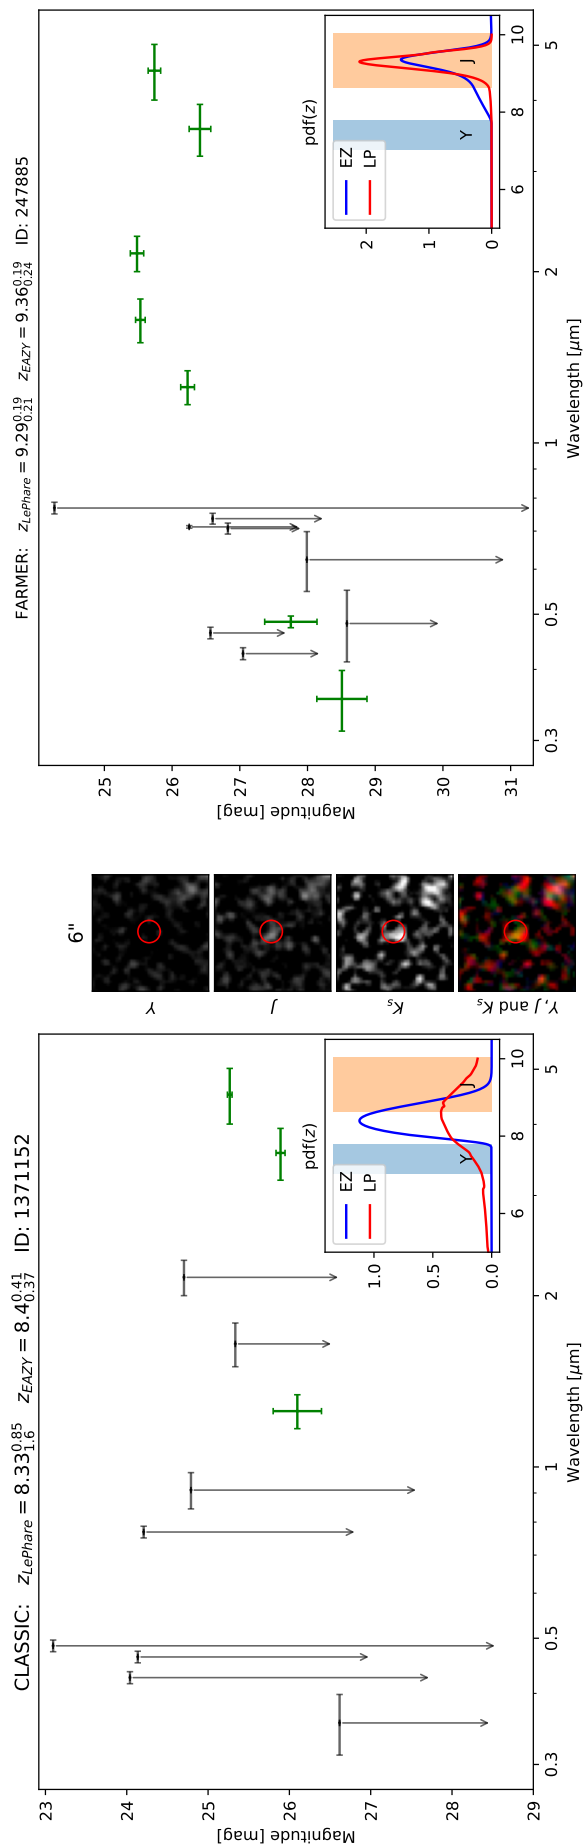 CLASSIC: z_LePhare = 8.33^0.85_1.6 z_EAZY = 8.4^0.41_0.37 ID: 1371152
Magnitude [mag]
23
24
25
26
27
28
29
0.3
0.5
1
2
5
Wavelength [μm]
pdf(z)
EZ
LP
Y
J
0.0
0.5
1.0
6
8
10
9"
Y
J
K_s
Y, J and K_s
FARMER: z_LePhare = 9.29^0.19_0.21 z_EAZY = 9.36^0.19_0.24 ID: 247885
Magnitude [mag]
25
26
27
28
29
30
31
0.3
0.5
1
2
5
Wavelength [μm]
pdf(z)
EZ
LP
Y
J
0
1
2
6
8
10